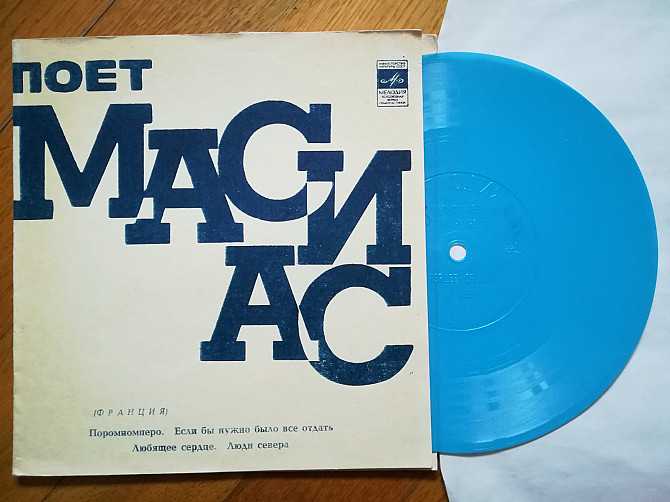 ПОЕТ
МАСИ
АС
МЕЛОДИЯ
(ФРАНЦИЯ)
Поромпомперо. Если бы нужно было все отдать
Любящее сердце. Люди севера